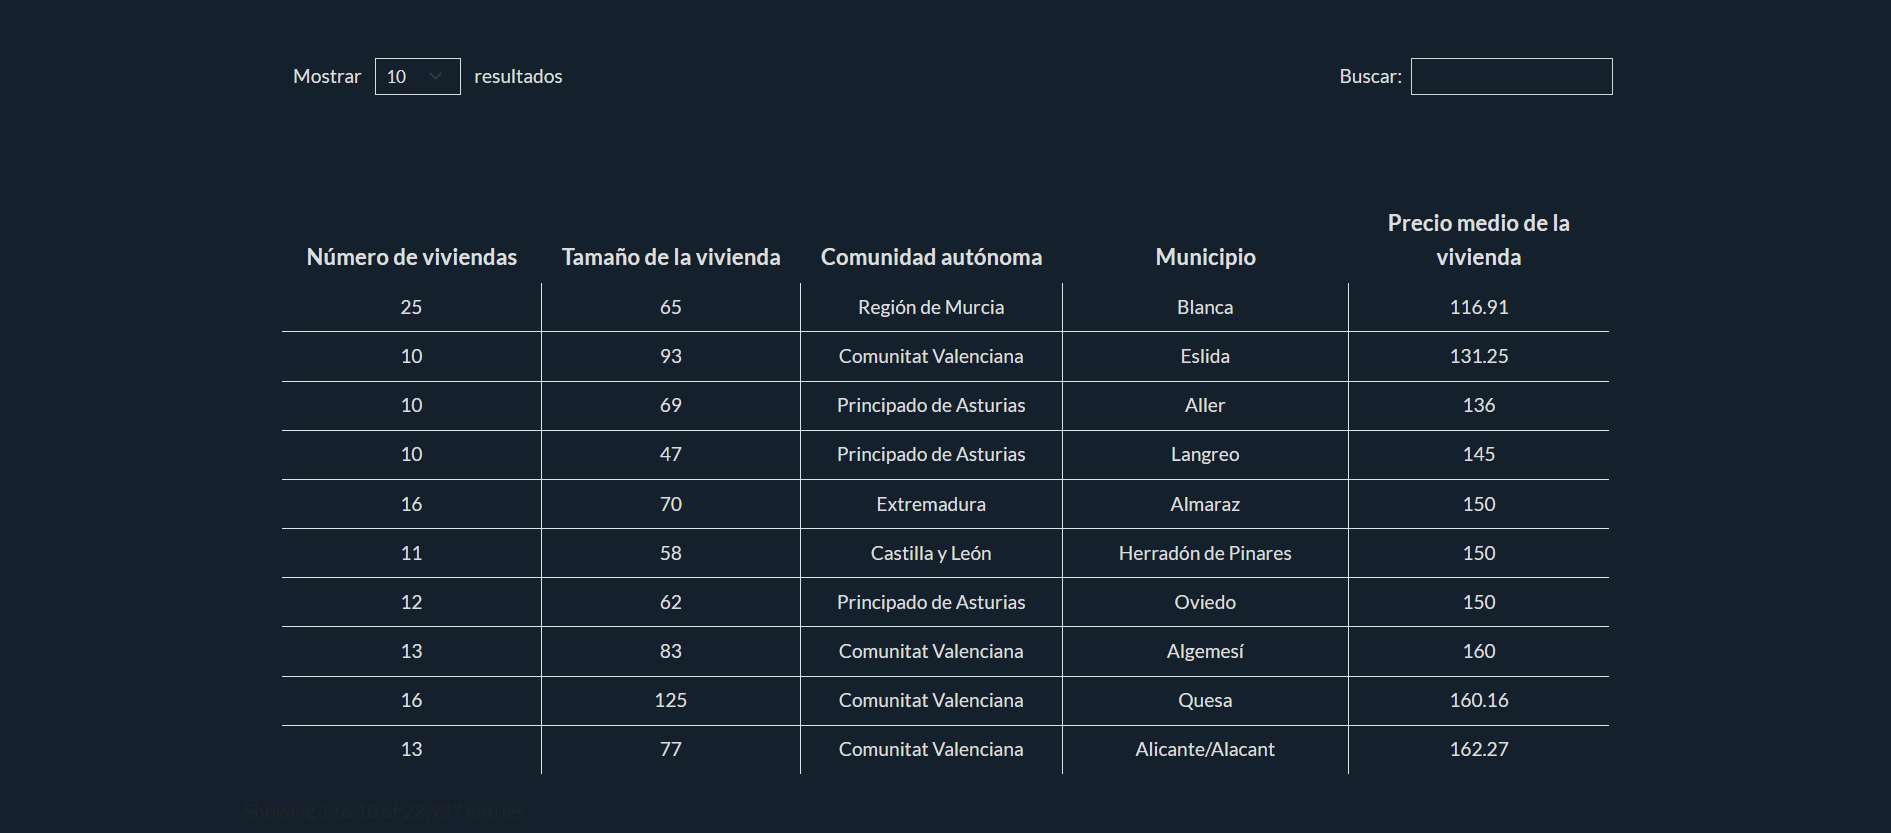 Mostrar 10 resultados Buscar:
Precio medio de la
Número de viviendas Tamaño de la vivienda Comunidad autónoma Municipio vivienda
25 65 Región de Murcia Blanca 116.91
10 93 Comunitat Valenciana Eslida 131.25
10 69 Principado de Asturias Aller 136
10 47 Principado de Asturias Langreo 145
16 70 Extremadura Almaraz 150
11 58 Castilla y León Herradón de Pinares 150
12 62 Principado de Asturias Oviedo 150
13 83 Comunitat Valenciana Algemesí 160
16 125 Comunitat Valenciana Quesa 160.16
13 77 Comunitat Valenciana Alicante/Alacant 162.27
Showing 1 to 10 of 22,937 entries